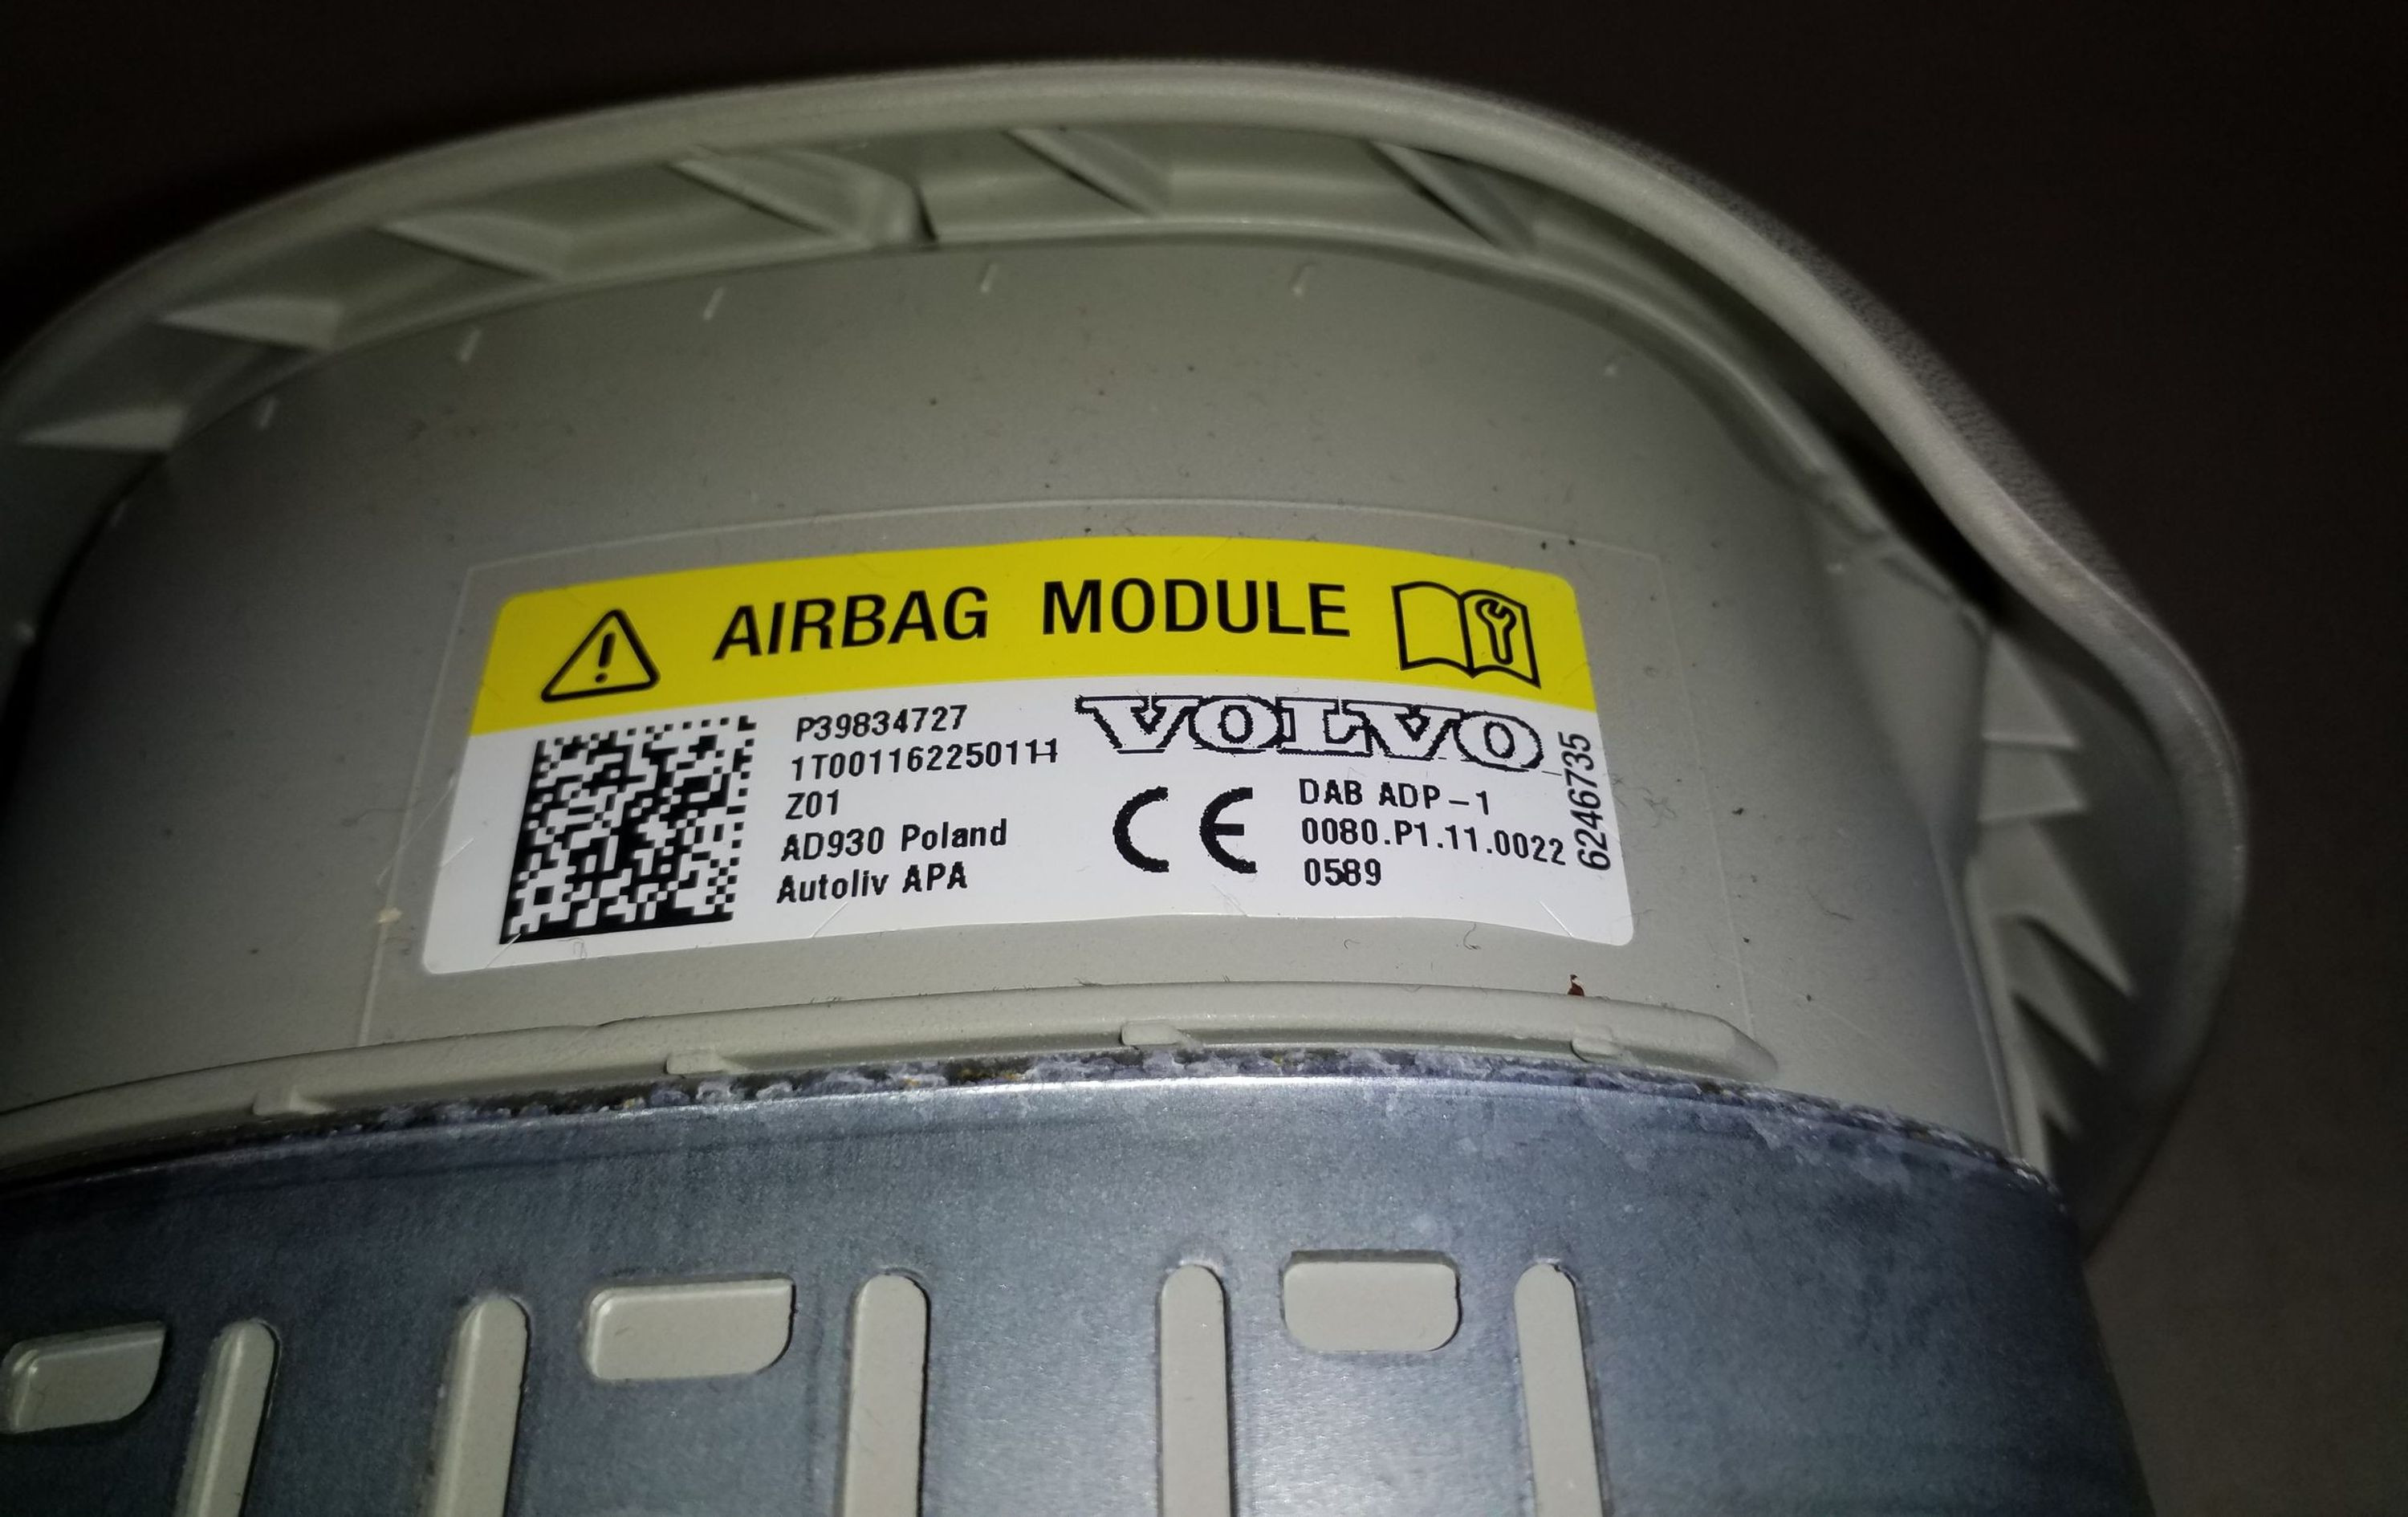 AIRBAG MODULE
P39834727
1T00116225011-1
Z01
AD930 Poland
Autoliv APA
VOLVO
CE
DAB ADP-1
0080.P1.11.0022
0589
6246735